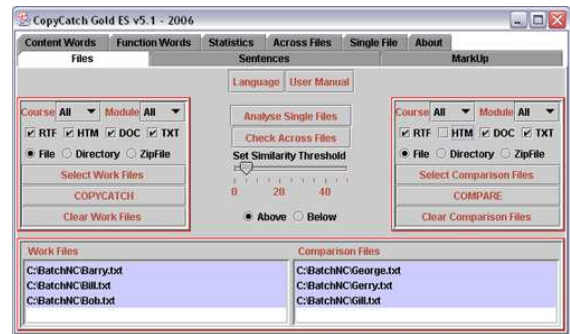 CopyCatch Gold ES v5.1 - 2006
Content Words Function Words Statistics Across Files Single File About
Files Sentences MarkUp
Language User Manual
Course All Module All
RTF HTM DOC TXT
File Directory ZipFile
Select Work Files
COPYCATCH
Clear Work Files
Analyse Single Files
Check Across Files
Set Similarity Threshold
0 20 40
Above Below
Course All Module All
RTF HTM DOC TXT
File Directory ZipFile
Select Comparison Files
COMPARE
Clear Comparison Files
Work Files
C:\BatchNC\Barry.txt
C:\BatchNC\Bill.txt
C:\BatchNC\Bob.txt
Comparison Files
C:\BatchNC\George.txt
C:\BatchNC\Gerry.txt
C:\BatchNC\Gill.txt